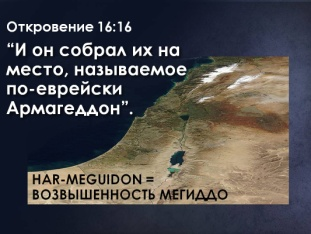 Откровение 16:16
“И он собрал их на
место, называемое
по-еврейски
Армагеддон”.
HAR-MEGUIDON =
ВОЗВЫШЕННОСТЬ МЕГИДДО